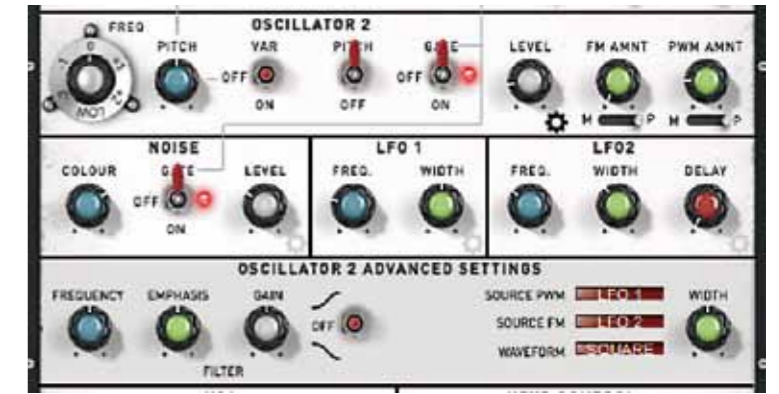 OSCILLATOR 2
FREQ PITCH VAR PITCH GATE LEVEL FM AMNT PWM AMNT
OFF OFF
ON OFF ON
M P M P
LOW
NOISE LFO 1 LFO2
COLOUR GATE LEVEL FREQ. WIDTH FREQ. WIDTH DELAY
OFF
ON
OSCILLATOR 2 ADVANCED SETTINGS
FREQUENCY EMPHASIS GAIN SOURCE PWM LFO 1 WIDTH
OFF SOURCE FM LFO 2
WAVEFORM SQUARE
FILTER